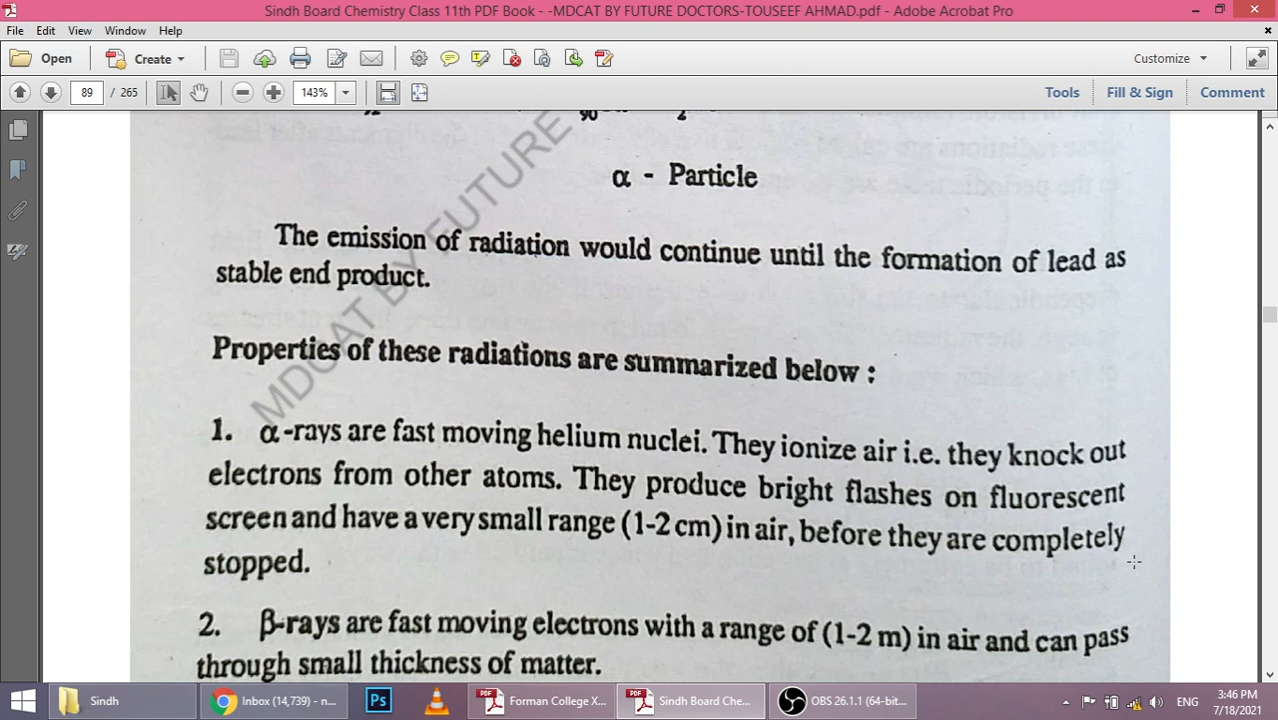 Sindh Board Chemistry Class 11th PDF Book - -MDCAT BY FUTURE DOCTORS-TOUSEEF AHMAD.pdf - Adobe Acrobat Pro
File Edit View Window Help
Open Create Customize
89 / 265 143% Tools Fill & Sign Comment
90 2
α - Particle
The emission of radiation would continue until the formation of lead as
stable end product.
Properties of these radiations are summarized below :
1. α-rays are fast moving helium nuclei. They ionize air i.e. they knock out
electrons from other atoms. They produce bright flashes on fluorescent
screen and have a very small range (1-2 cm) in air, before they are completely
stopped.
2. β-rays are fast moving electrons with a range of (1-2 m) in air and can pass
through small thickness of matter.
MDCAT BY FUTURE
Sindh Inbox (14,739) - n... Ps Forman College X... Sindh Board Che... OBS 26.1.1 (64-bit... ENG 3:46 PM
7/18/2021